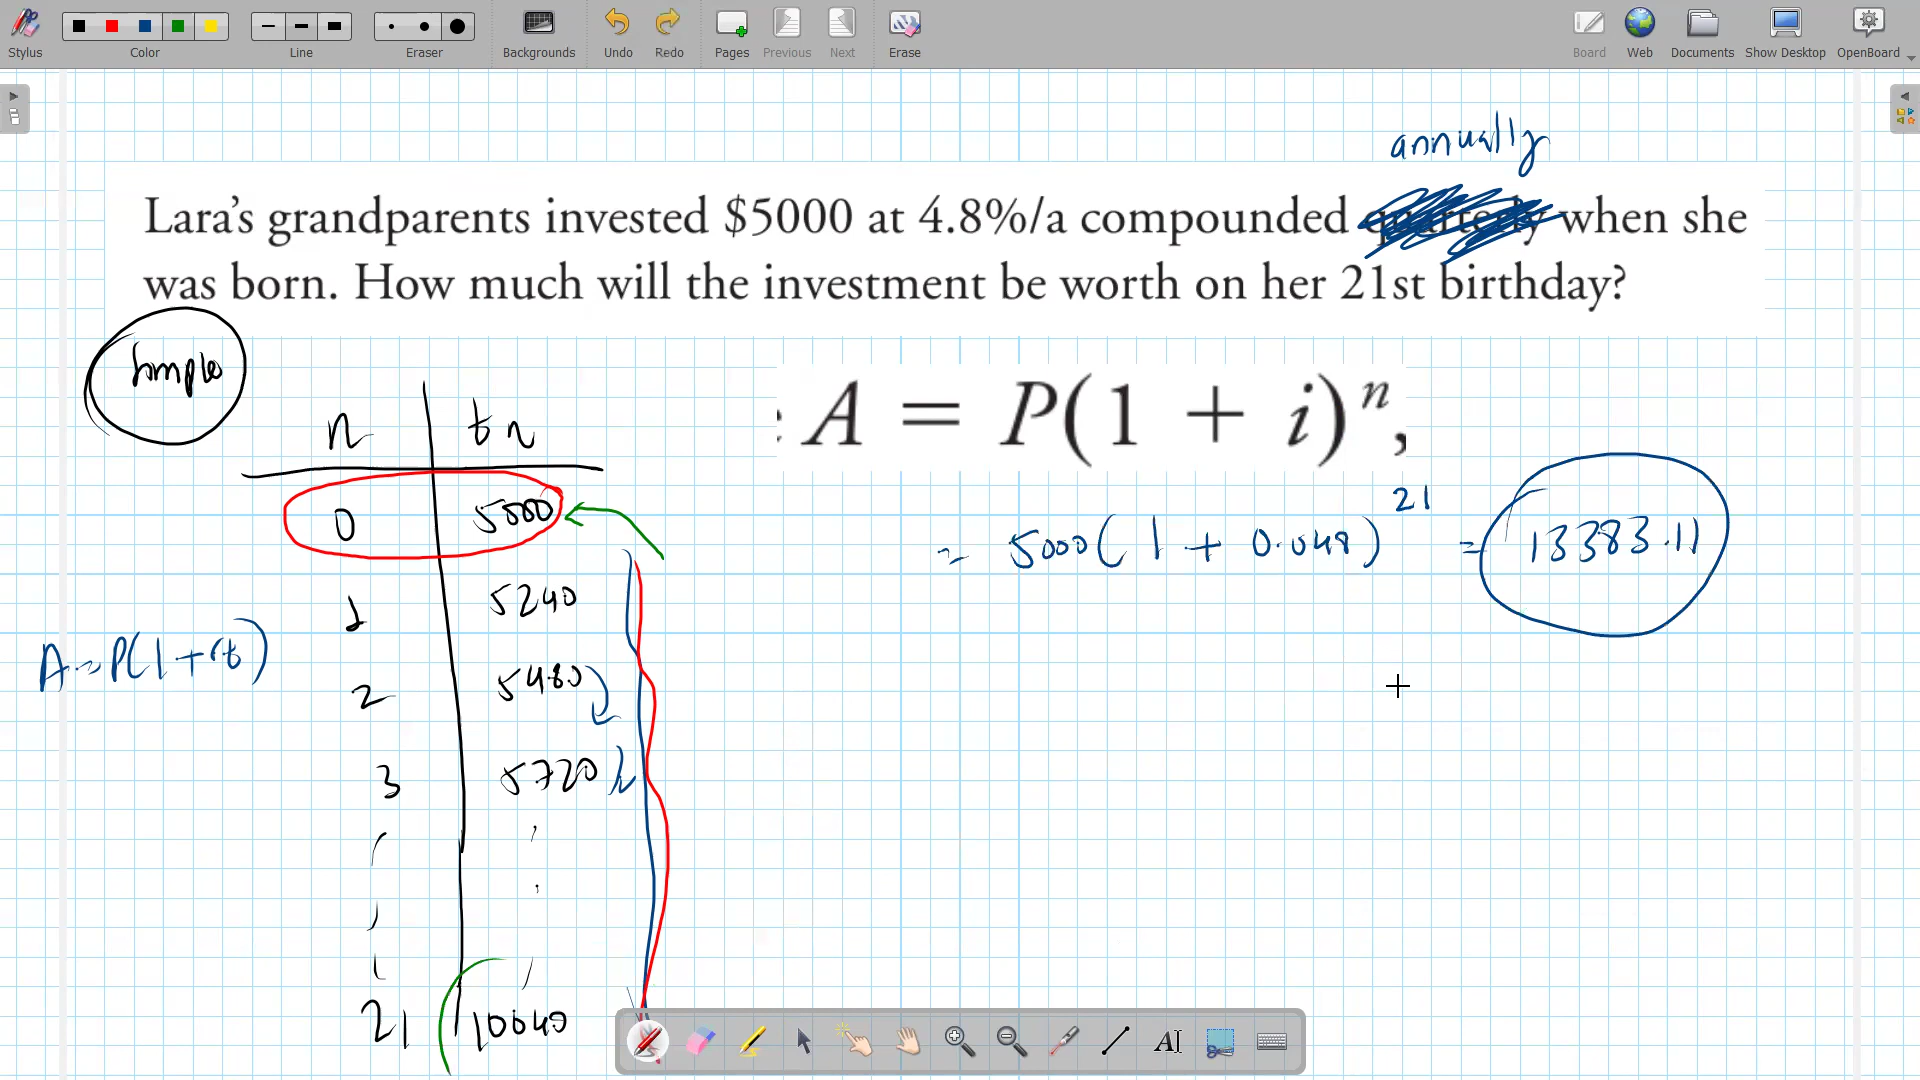 Stylus Color Line Eraser Backgrounds Undo Redo Pages Previous Next Erase Board Web Documents Show Desktop OpenBoard
annually
Lara's grandparents invested $5000 at 4.8%/a compounded quarterly when she
was born. How much will the investment be worth on her 21st birthday?
Simple
A = P(1 + i)^n,
n tn
0 5000
= 5000(1 + 0.048)^21 = 13383.11
1 5240
A = P(1+rt)
2 5480
3 5720
21 10040
AI